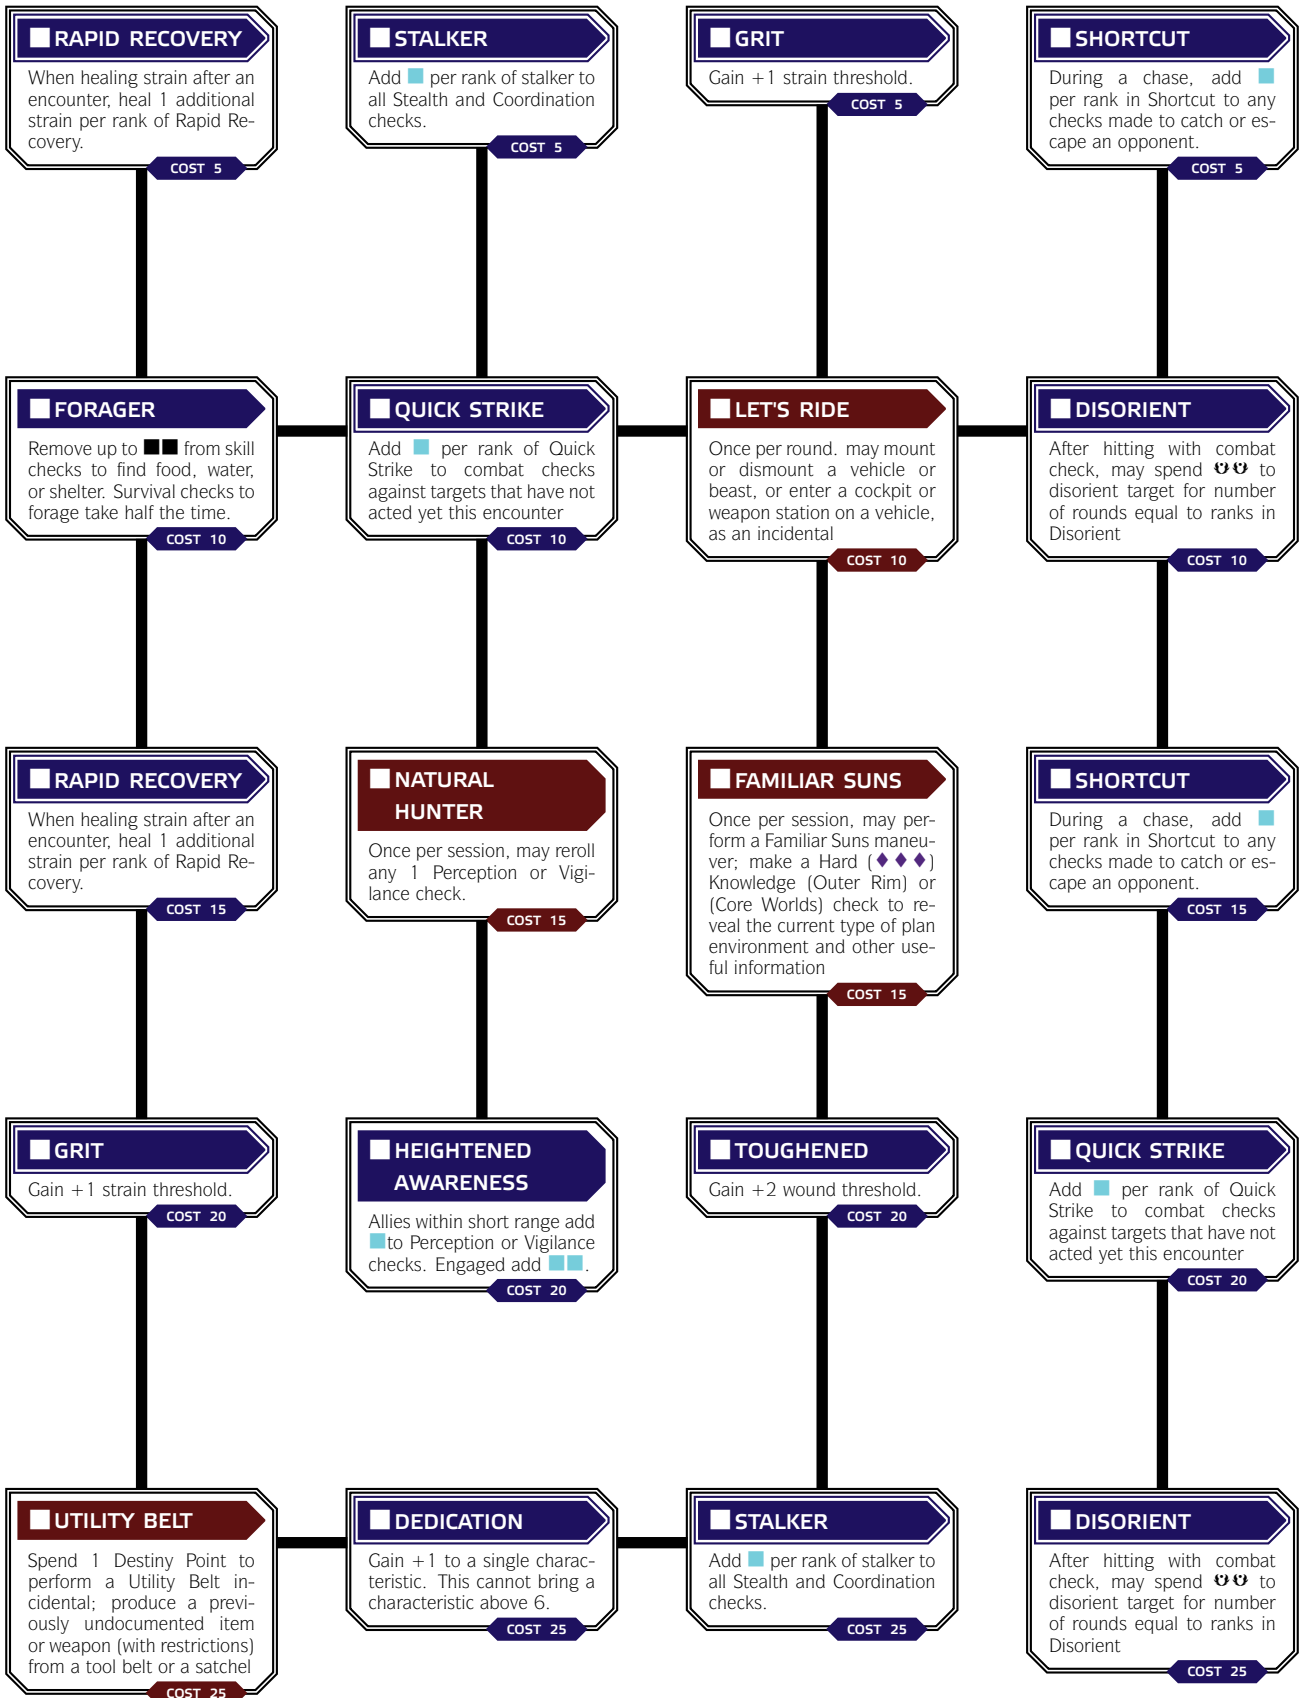 RAPID RECOVERY
When healing strain after an
encounter, heal 1 additional
strain per rank of Rapid Re-
covery.
COST 5
STALKER
Add per rank of stalker to
all Stealth and Coordination
checks.
COST 5
GRIT
Gain +1 strain threshold.
COST 5
SHORTCUT
During a chase, add
per rank in Shortcut to any
checks made to catch or es-
cape an opponent.
COST 5
FORAGER
Remove up to from skill
checks to find food, water,
or shelter. Survival checks to
forage take half the time.
COST 10
QUICK STRIKE
Add per rank of Quick
Strike to combat checks
against targets that have not
acted yet this encounter
COST 10
LET'S RIDE
Once per round. may mount
or dismount a vehicle or
beast, or enter a cockpit or
weapon station on a vehicle,
as an incidental
COST 10
DISORIENT
After hitting with combat
check, may spend to
disorient target for number
of rounds equal to ranks in
Disorient
COST 10
RAPID RECOVERY
When healing strain after an
encounter, heal 1 additional
strain per rank of Rapid Re-
covery.
COST 15
NATURAL
HUNTER
Once per session, may reroll
any 1 Perception or Vigi-
lance check.
COST 15
FAMILIAR SUNS
Once per session, may per-
form a Familiar Suns maneu-
ver; make a Hard (♦♦♦)
Knowledge (Outer Rim) or
(Core Worlds) check to re-
veal the current type of plan
environment and other use-
ful information
COST 15
SHORTCUT
During a chase, add
per rank in Shortcut to any
checks made to catch or es-
cape an opponent.
COST 15
GRIT
Gain +1 strain threshold.
COST 20
HEIGHTENED
AWARENESS
Allies within short range add
to Perception or Vigilance
checks. Engaged add .
COST 20
TOUGHENED
Gain +2 wound threshold.
COST 20
QUICK STRIKE
Add per rank of Quick
Strike to combat checks
against targets that have not
acted yet this encounter
COST 20
UTILITY BELT
Spend 1 Destiny Point to
perform a Utility Belt in-
cidental; produce a previ-
ously undocumented item
or weapon (with restrictions)
from a tool belt or a satchel
COST 25
DEDICATION
Gain +1 to a single charac-
teristic. This cannot bring a
characteristic above 6.
COST 25
STALKER
Add per rank of stalker to
all Stealth and Coordination
checks.
COST 25
DISORIENT
After hitting with combat
check, may spend to
disorient target for number
of rounds equal to ranks in
Disorient
COST 25